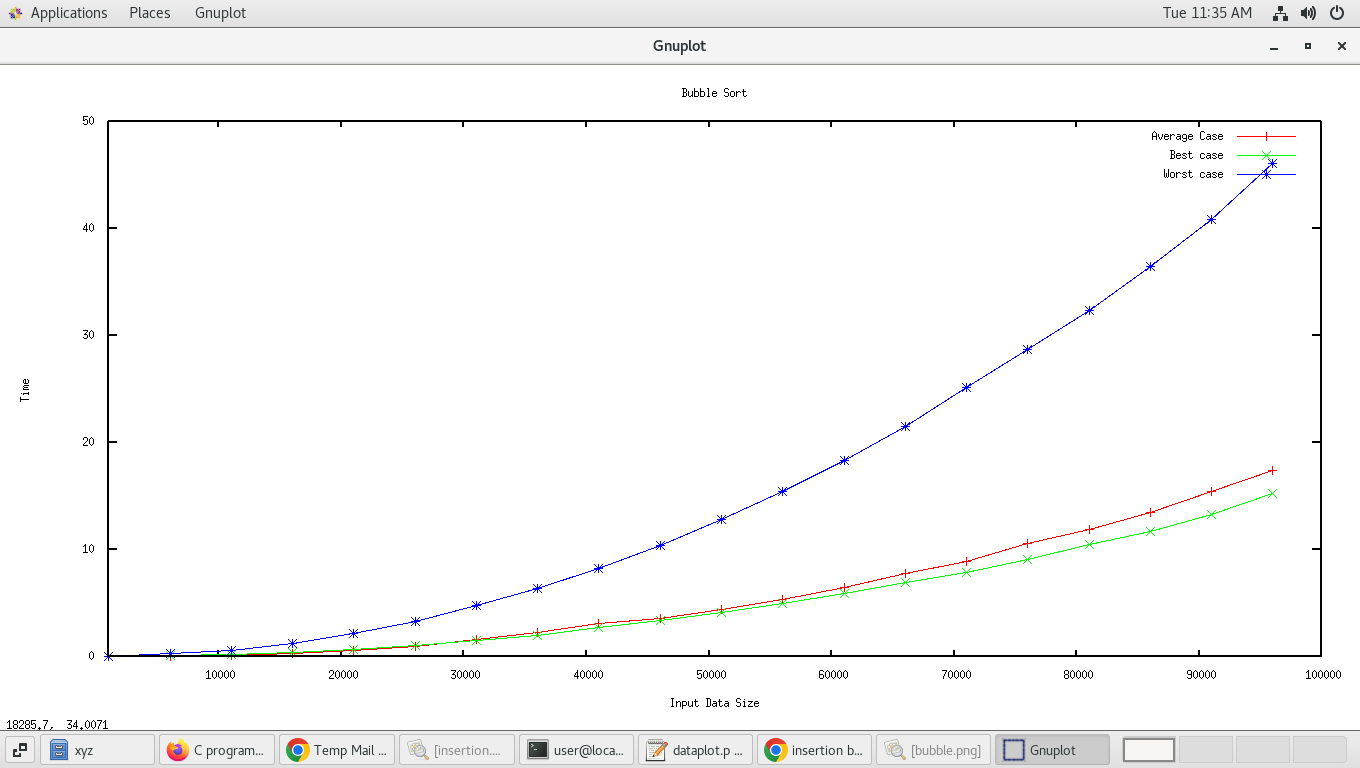 Applications Places Gnuplot Tue 11:35 AM
Gnuplot
Bubble Sort
Average Case
Best case
Worst case
50
40
30
20
10
0
Time
10000 20000 30000 40000 50000 60000 70000 80000 90000 100000
Input Data Size
18285.7, 34.0071
xyz C program... Temp Mail ... [insertion.... user@loca... dataplot.p ... insertion b... [bubble.png] Gnuplot